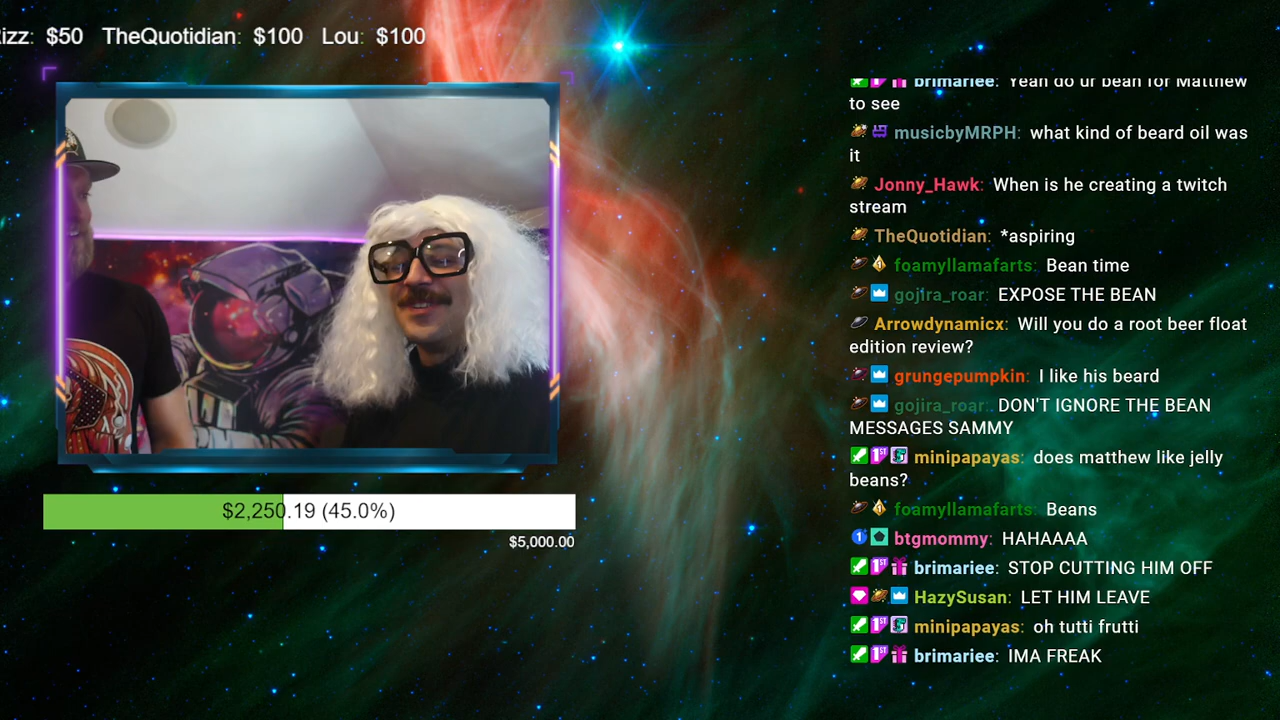 izz: $50 TheQuotidian: $100 Lou: $100
brimariee: Yeah do ur bean for Matthew
to see
musicbyMRPH: what kind of beard oil was
it
Jonny_Hawk: When is he creating a twitch
stream
TheQuotidian: *aspiring
foamyllamafarts: Bean time
gojira_roar: EXPOSE THE BEAN
Arrowdynamicx: Will you do a root beer float
edition review?
grungepumpkin: I like his beard
gojira_roar: DON'T IGNORE THE BEAN
MESSAGES SAMMY
minipapayas: does matthew like jelly
beans?
foamyllamafarts: Beans
btgmommy: HAHAAAA
brimariee: STOP CUTTING HIM OFF
HazySusan: LET HIM LEAVE
minipapayas: oh tutti frutti
brimariee: IMA FREAK
$2,250.19 (45.0%)
$5,000.00